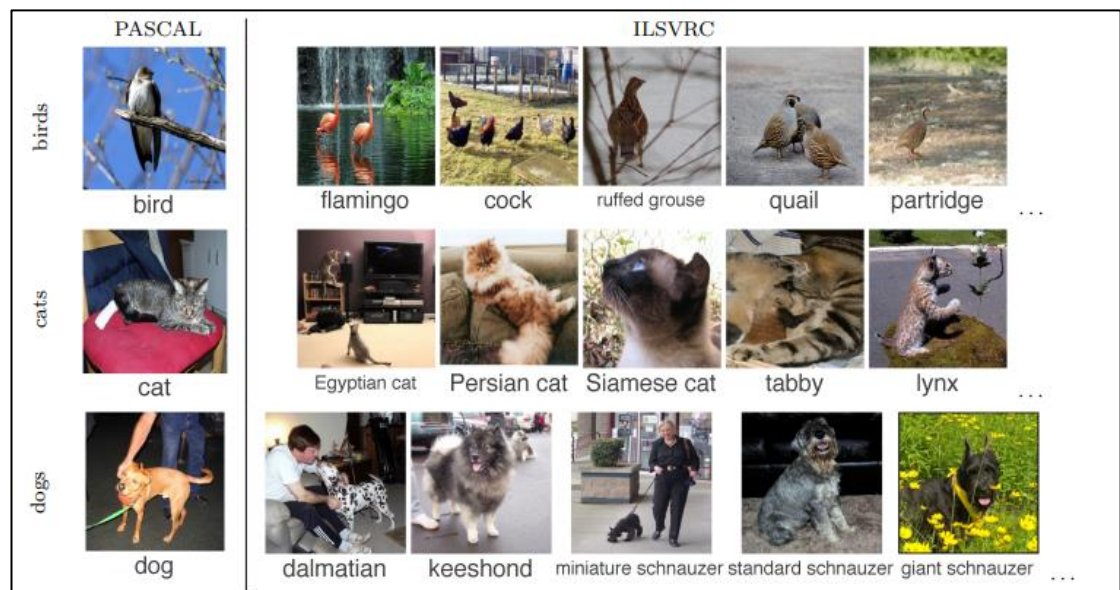 PASCAL ILSVRC
birds
bird flamingo cock ruffed grouse quail partridge ...
cats
cat Egyptian cat Persian cat Siamese cat tabby lynx ...
dogs
dog dalmatian keeshond miniature schnauzer standard schnauzer giant schnauzer ...